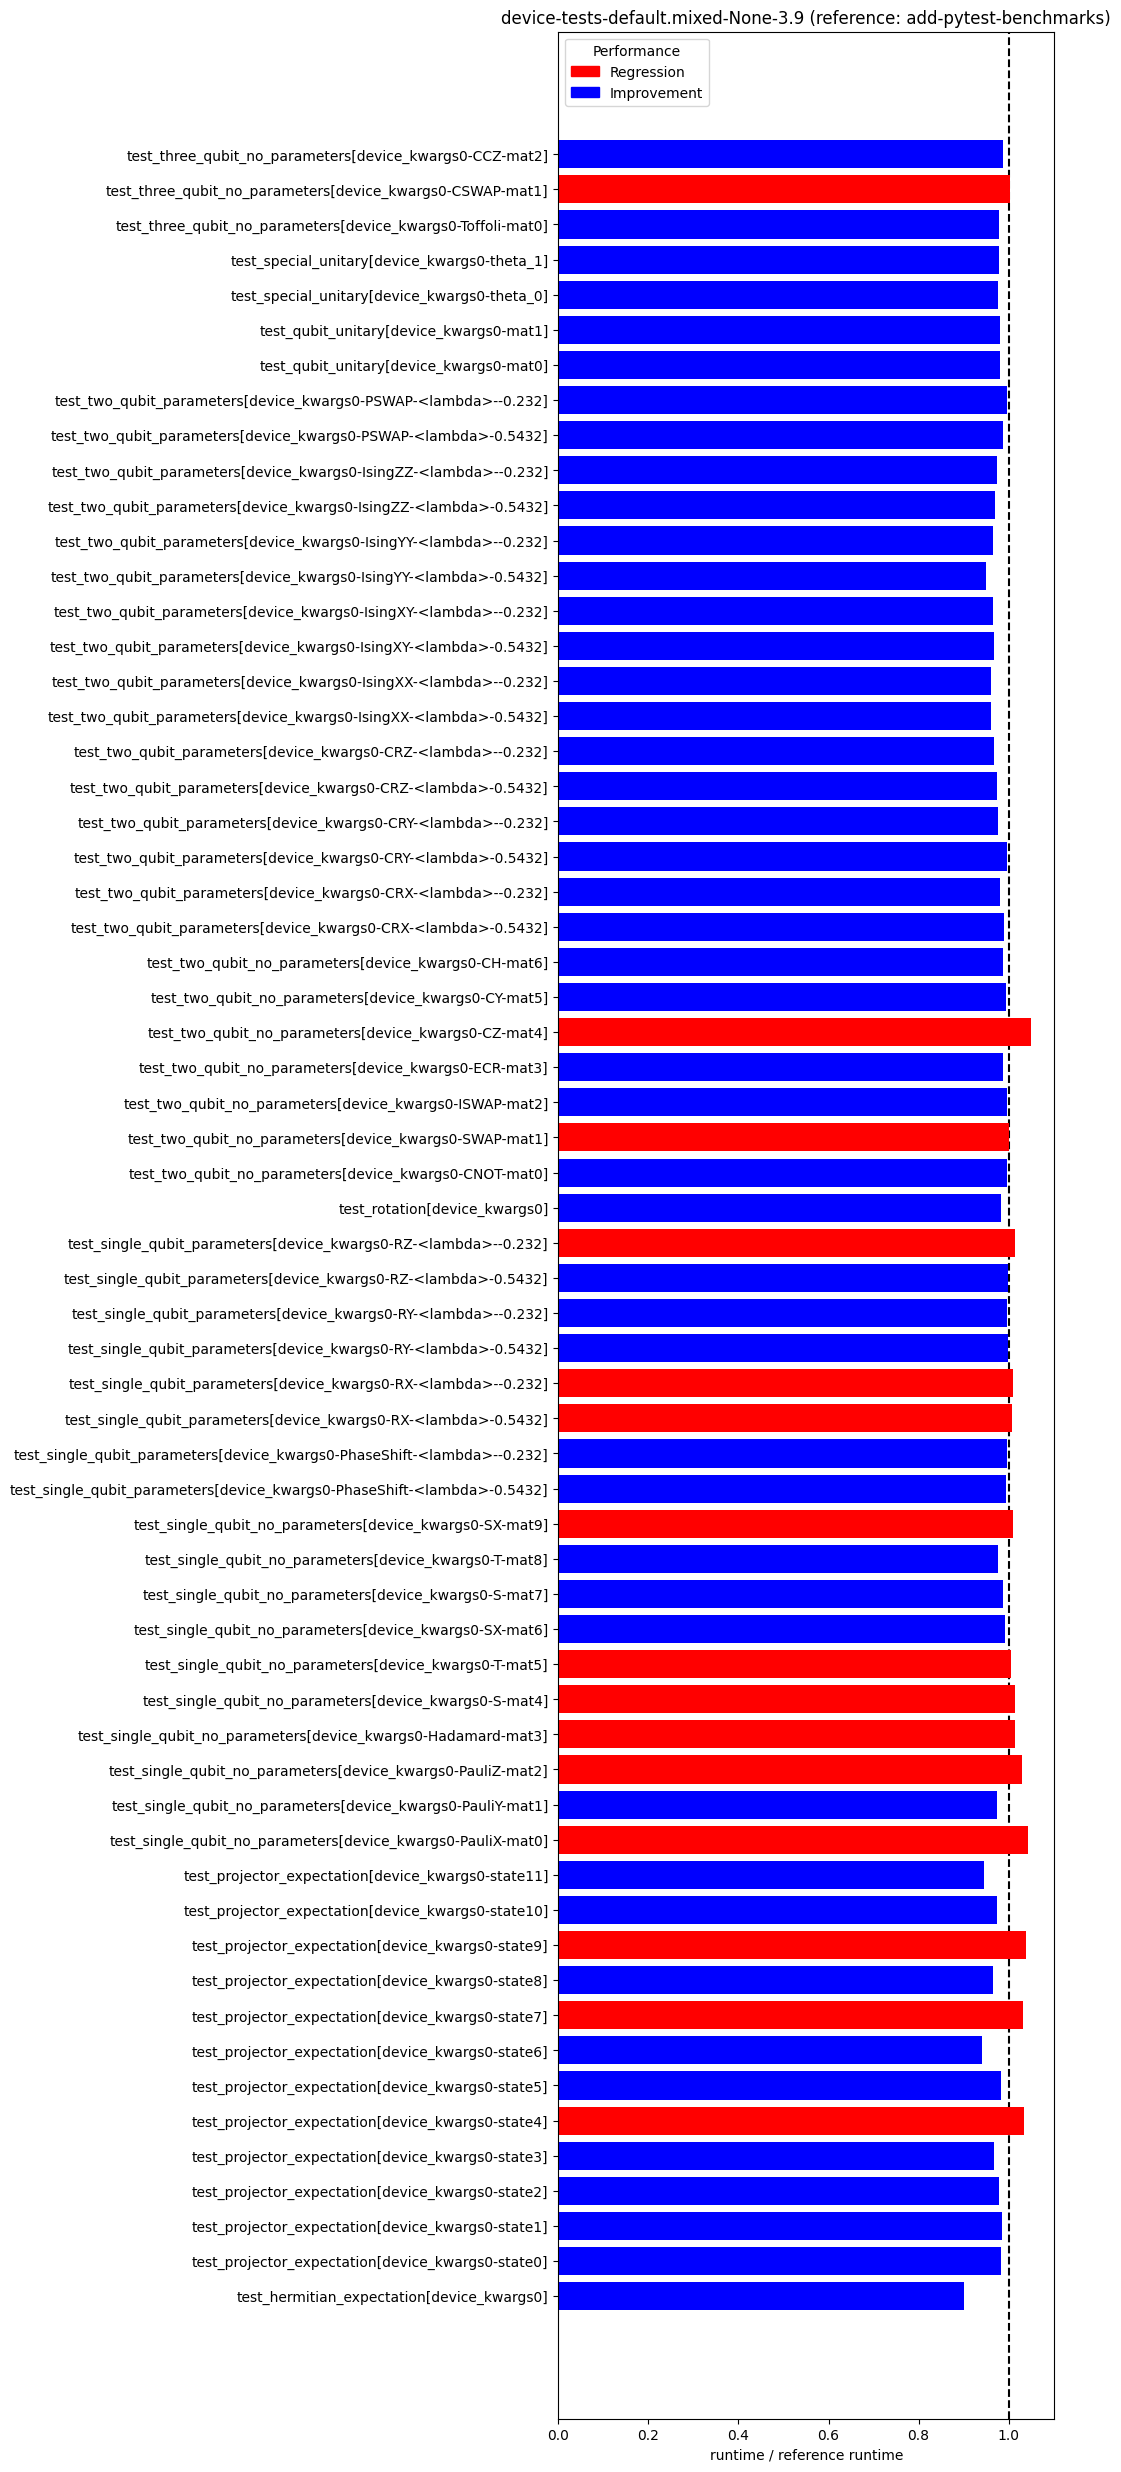 device-tests-default.mixed-None-3.9 (reference: add-pytest-benchmarks)
Performance
Regression
Improvement
test_three_qubit_no_parameters[device_kwargs0-CCZ-mat2]
test_three_qubit_no_parameters[device_kwargs0-CSWAP-mat1]
test_three_qubit_no_parameters[device_kwargs0-Toffoli-mat0]
test_special_unitary[device_kwargs0-theta_1]
test_special_unitary[device_kwargs0-theta_0]
test_qubit_unitary[device_kwargs0-mat1]
test_qubit_unitary[device_kwargs0-mat0]
test_two_qubit_parameters[device_kwargs0-PSWAP-<lambda>--0.232]
test_two_qubit_parameters[device_kwargs0-PSWAP-<lambda>-0.5432]
test_two_qubit_parameters[device_kwargs0-IsingZZ-<lambda>--0.232]
test_two_qubit_parameters[device_kwargs0-IsingZZ-<lambda>-0.5432]
test_two_qubit_parameters[device_kwargs0-IsingYY-<lambda>--0.232]
test_two_qubit_parameters[device_kwargs0-IsingYY-<lambda>-0.5432]
test_two_qubit_parameters[device_kwargs0-IsingXY-<lambda>--0.232]
test_two_qubit_parameters[device_kwargs0-IsingXY-<lambda>-0.5432]
test_two_qubit_parameters[device_kwargs0-IsingXX-<lambda>--0.232]
test_two_qubit_parameters[device_kwargs0-IsingXX-<lambda>-0.5432]
test_two_qubit_parameters[device_kwargs0-CRZ-<lambda>--0.232]
test_two_qubit_parameters[device_kwargs0-CRZ-<lambda>-0.5432]
test_two_qubit_parameters[device_kwargs0-CRY-<lambda>--0.232]
test_two_qubit_parameters[device_kwargs0-CRY-<lambda>-0.5432]
test_two_qubit_parameters[device_kwargs0-CRX-<lambda>--0.232]
test_two_qubit_parameters[device_kwargs0-CRX-<lambda>-0.5432]
test_two_qubit_no_parameters[device_kwargs0-CH-mat6]
test_two_qubit_no_parameters[device_kwargs0-CY-mat5]
test_two_qubit_no_parameters[device_kwargs0-CZ-mat4]
test_two_qubit_no_parameters[device_kwargs0-ECR-mat3]
test_two_qubit_no_parameters[device_kwargs0-ISWAP-mat2]
test_two_qubit_no_parameters[device_kwargs0-SWAP-mat1]
test_two_qubit_no_parameters[device_kwargs0-CNOT-mat0]
test_rotation[device_kwargs0]
test_single_qubit_parameters[device_kwargs0-RZ-<lambda>--0.232]
test_single_qubit_parameters[device_kwargs0-RZ-<lambda>-0.5432]
test_single_qubit_parameters[device_kwargs0-RY-<lambda>--0.232]
test_single_qubit_parameters[device_kwargs0-RY-<lambda>-0.5432]
test_single_qubit_parameters[device_kwargs0-RX-<lambda>--0.232]
test_single_qubit_parameters[device_kwargs0-RX-<lambda>-0.5432]
test_single_qubit_parameters[device_kwargs0-PhaseShift-<lambda>--0.232]
test_single_qubit_parameters[device_kwargs0-PhaseShift-<lambda>-0.5432]
test_single_qubit_no_parameters[device_kwargs0-SX-mat9]
test_single_qubit_no_parameters[device_kwargs0-T-mat8]
test_single_qubit_no_parameters[device_kwargs0-S-mat7]
test_single_qubit_no_parameters[device_kwargs0-SX-mat6]
test_single_qubit_no_parameters[device_kwargs0-T-mat5]
test_single_qubit_no_parameters[device_kwargs0-S-mat4]
test_single_qubit_no_parameters[device_kwargs0-Hadamard-mat3]
test_single_qubit_no_parameters[device_kwargs0-PauliZ-mat2]
test_single_qubit_no_parameters[device_kwargs0-PauliY-mat1]
test_single_qubit_no_parameters[device_kwargs0-PauliX-mat0]
test_projector_expectation[device_kwargs0-state11]
test_projector_expectation[device_kwargs0-state10]
test_projector_expectation[device_kwargs0-state9]
test_projector_expectation[device_kwargs0-state8]
test_projector_expectation[device_kwargs0-state7]
test_projector_expectation[device_kwargs0-state6]
test_projector_expectation[device_kwargs0-state5]
test_projector_expectation[device_kwargs0-state4]
test_projector_expectation[device_kwargs0-state3]
test_projector_expectation[device_kwargs0-state2]
test_projector_expectation[device_kwargs0-state1]
test_projector_expectation[device_kwargs0-state0]
test_hermitian_expectation[device_kwargs0]
0.0 0.2 0.4 0.6 0.8 1.0
runtime / reference runtime